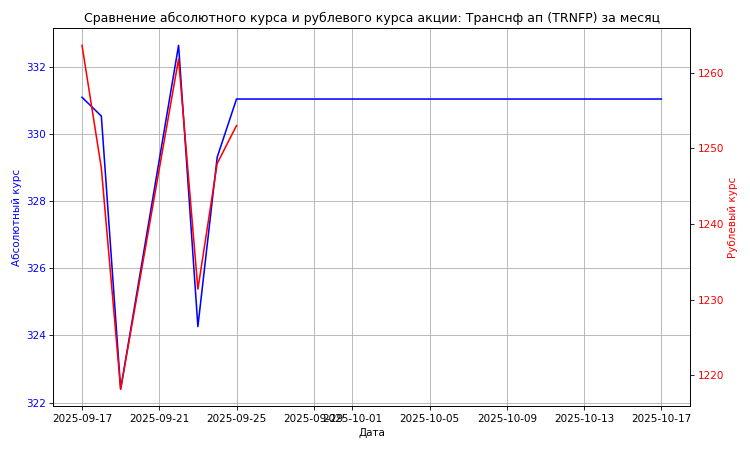 Сравнение абсолютного курса и рублевого курса акции: Транснф ап (TRNFP) за месяц
332
330
328
326
324
322
Абсолютный курс
1260
1250
1240
1230
1220
Рублевый курс
2025-09-17 2025-09-21 2025-09-25 2025-09-29 2025-10-01 2025-10-05 2025-10-09 2025-10-13 2025-10-17
Дата